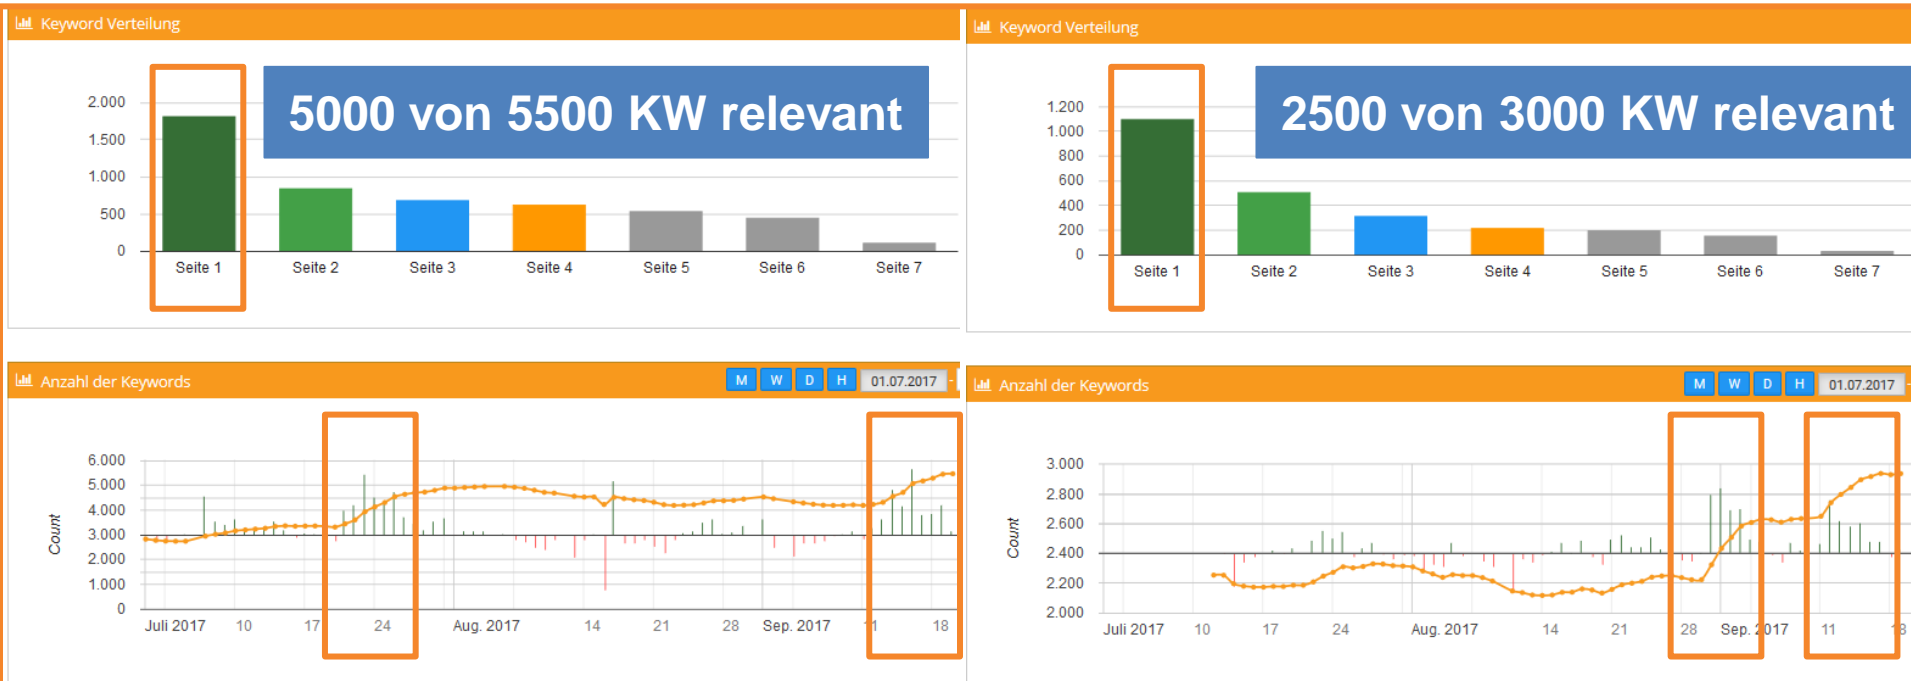 Keyword Verteilung
5000 von 5500 KW relevant
2.000
1.500
1.000
500
0
Seite 1 Seite 2 Seite 3 Seite 4 Seite 5 Seite 6 Seite 7
Keyword Verteilung
2500 von 3000 KW relevant
1.200
1.000
800
600
400
200
0
Seite 1 Seite 2 Seite 3 Seite 4 Seite 5 Seite 6 Seite 7
Anzahl der Keywords M W D H 01.07.2017 -
Count
6.000
5.000
4.000
3.000
2.000
1.000
0
Juli 2017 10 17 24 Aug. 2017 14 21 28 Sep. 2017 11 18
Anzahl der Keywords M W D H 01.07.2017 -
Count
3.000
2.800
2.600
2.400
2.200
2.000
Juli 2017 10 17 24 Aug. 2017 14 21 28 Sep. 2017 11 18